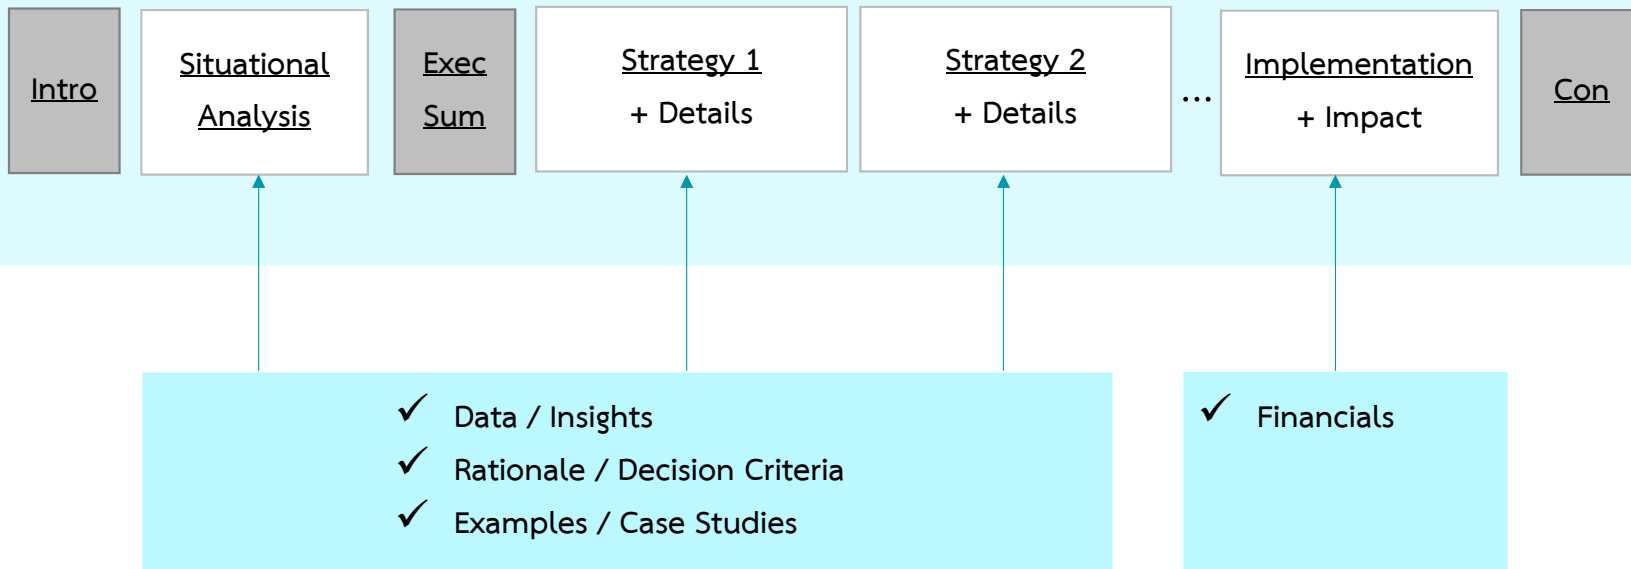 Intro
Situational
Analysis
Exec
Sum
Strategy 1
+ Details
Strategy 2
+ Details
...
Implementation
+ Impact
Con
✓ Data / Insights
✓ Rationale / Decision Criteria
✓ Examples / Case Studies
✓ Financials